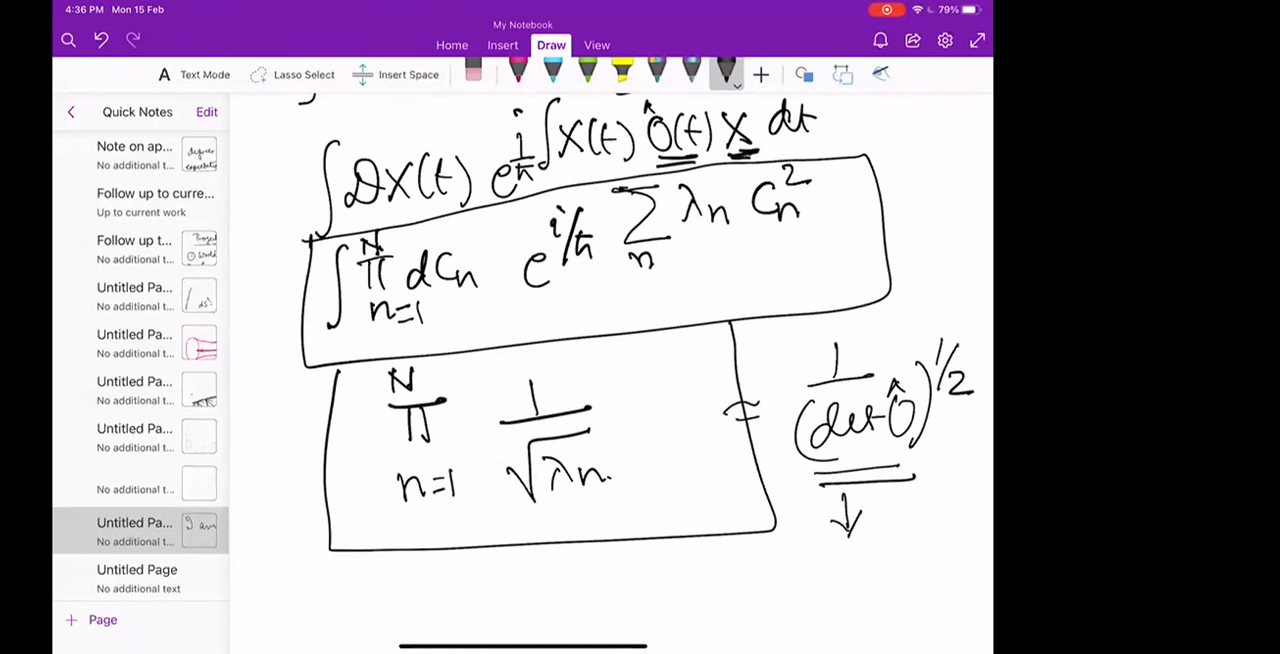 4:36 PM Mon 15 Feb
79%
My Notebook
Home Insert Draw View
Text Mode Lasso Select Insert Space
Quick Notes Edit
Note on ap...
No additional t...
Follow up to curre...
Up to current work
Follow up t...
No additional t...
Untitled Pa...
No additional t...
Untitled Pa...
No additional t...
Untitled Pa...
No additional t...
Untitled Pa...
No additional t...
No additional t...
Untitled Pa...
No additional t...
Untitled Page
No additional text
+ Page
∫ DX(t) e^{i/ħ ∫ X(t) Ô(t) X dt}
∫ ∏_{n=1}^{N} dC_n e^{i/ħ ∑_n λ_n C_n^2}
∏_{n=1}^{N} 1/√λn. ≈ 1/(det Ô)^{1/2}
↓